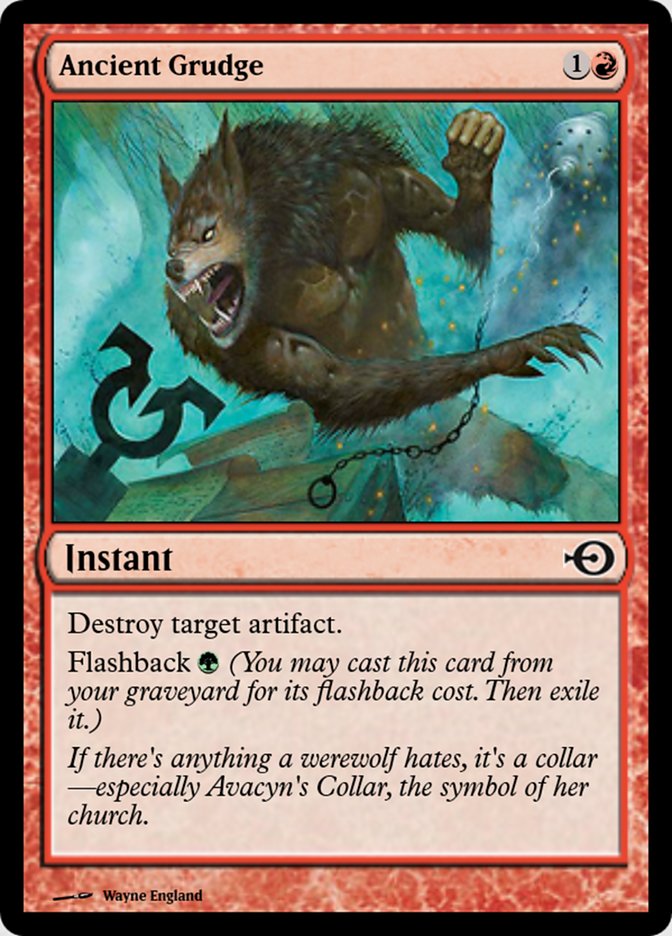 Ancient Grudge 1
Instant
Destroy target artifact.
Flashback (You may cast this card from
your graveyard for its flashback cost. Then exile
it.)
If there's anything a werewolf hates, it's a collar
—especially Avacyn's Collar, the symbol of her
church.
Wayne England